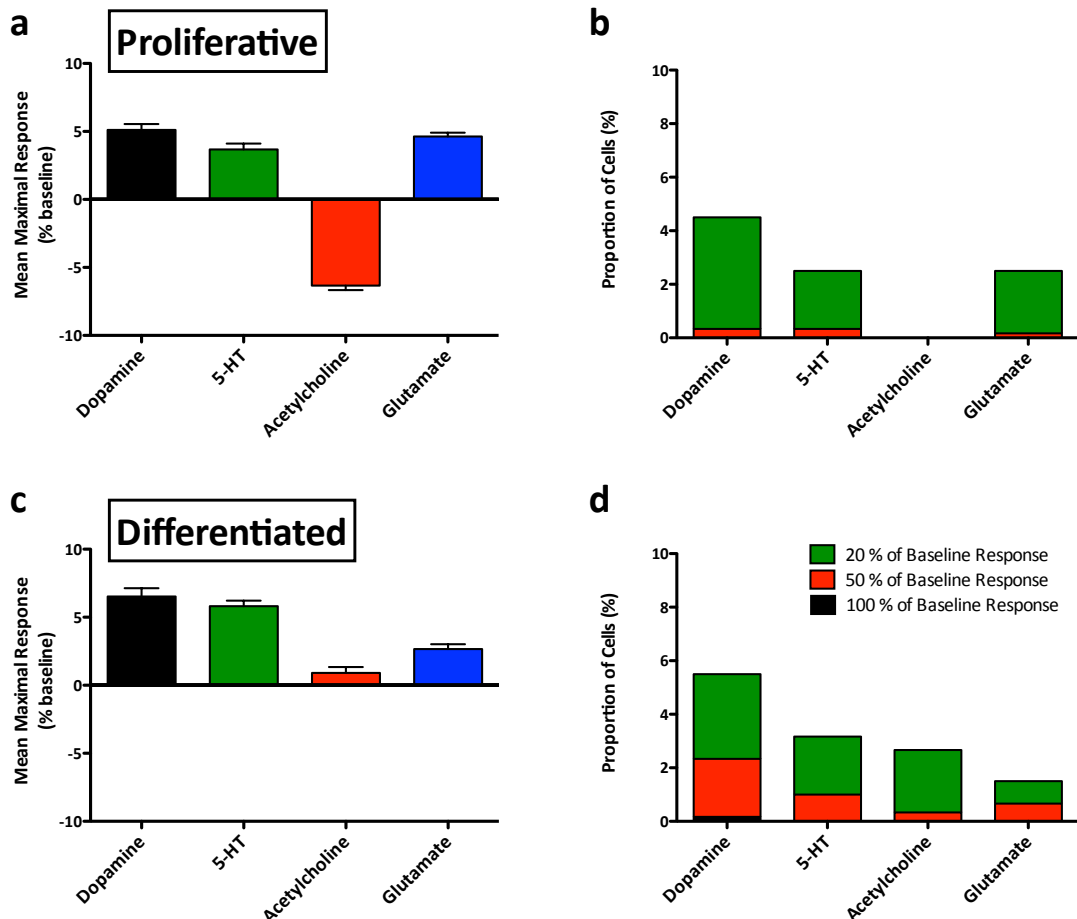 a
Proliferative
Mean Maximal Response
(% baseline)
10
5
0
-5
-10
Dopamine
5-HT
Acetylcholine
Glutamate
b
Proportion of Cells (%)
10
8
6
4
2
0
Dopamine
5-HT
Acetylcholine
Glutamate
c
Differentiated
Mean Maximal Response
(% baseline)
10
5
0
-5
-10
Dopamine
5-HT
Acetylcholine
Glutamate
d
Proportion of Cells (%)
10
8
6
4
2
0
20 % of Baseline Response
50 % of Baseline Response
100 % of Baseline Response
Dopamine
5-HT
Acetylcholine
Glutamate